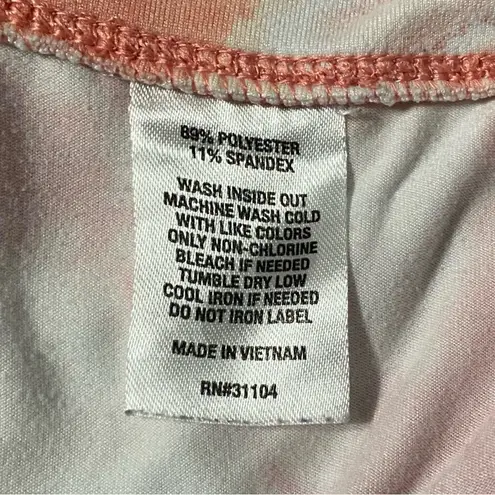 89% POLYESTER
11% SPANDEX
WASH INSIDE OUT
MACHINE WASH COLD
WITH LIKE COLORS
ONLY NON-CHLORINE
BLEACH IF NEEDED
TUMBLE DRY LOW
COOL IRON IF NEEDED
DO NOT IRON LABEL
MADE IN VIETNAM
RN#31104